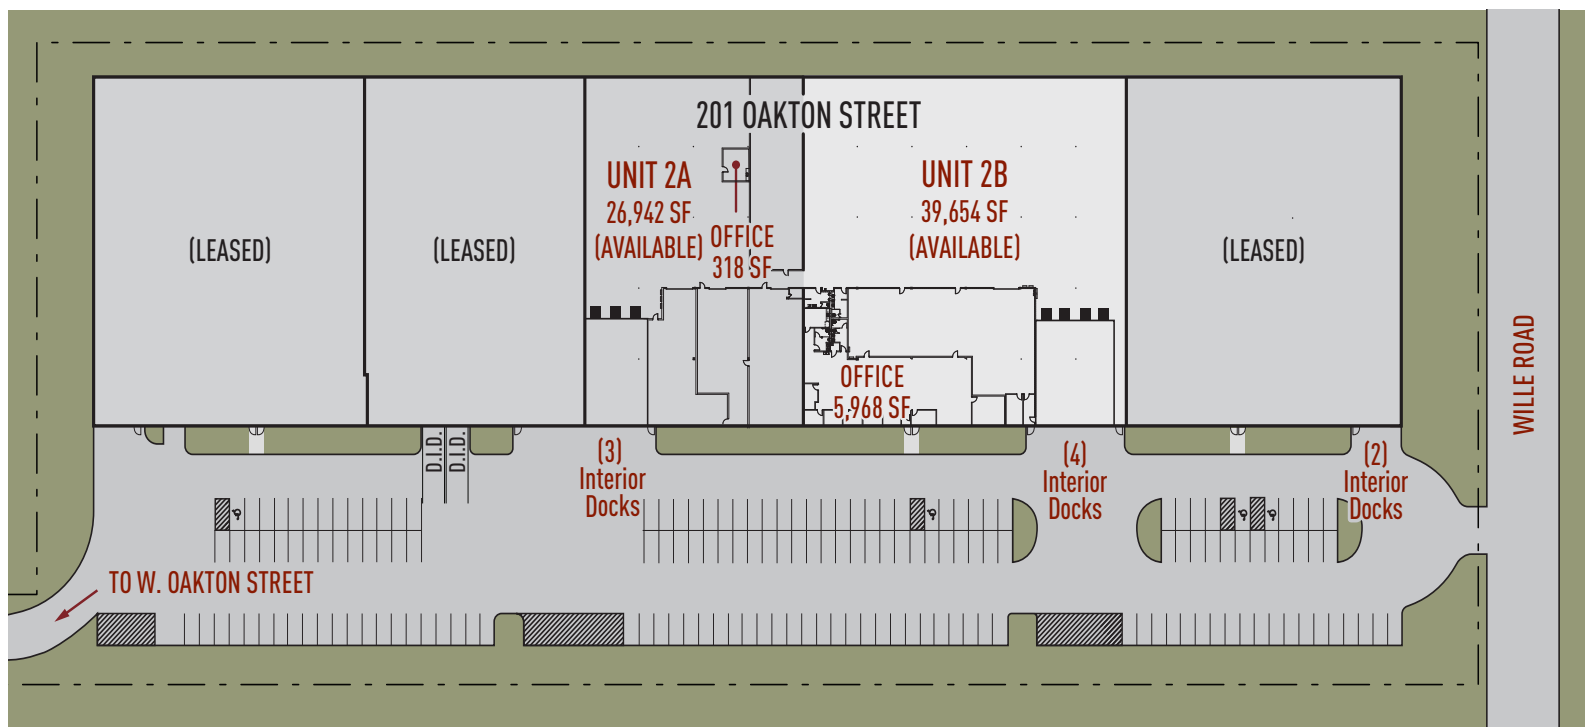 201 OAKTON STREET
UNIT 2A
26,942 SF
(AVAILABLE)
OFFICE
318 SF
UNIT 2B
39,654 SF
(AVAILABLE)
(LEASED)
(LEASED)
(LEASED)
OFFICE
5,968 SF
WILLE ROAD
D.I.D.
D.I.D.
(3)
Interior
Docks
(4)
Interior
Docks
(2)
Interior
Docks
TO W. OAKTON STREET